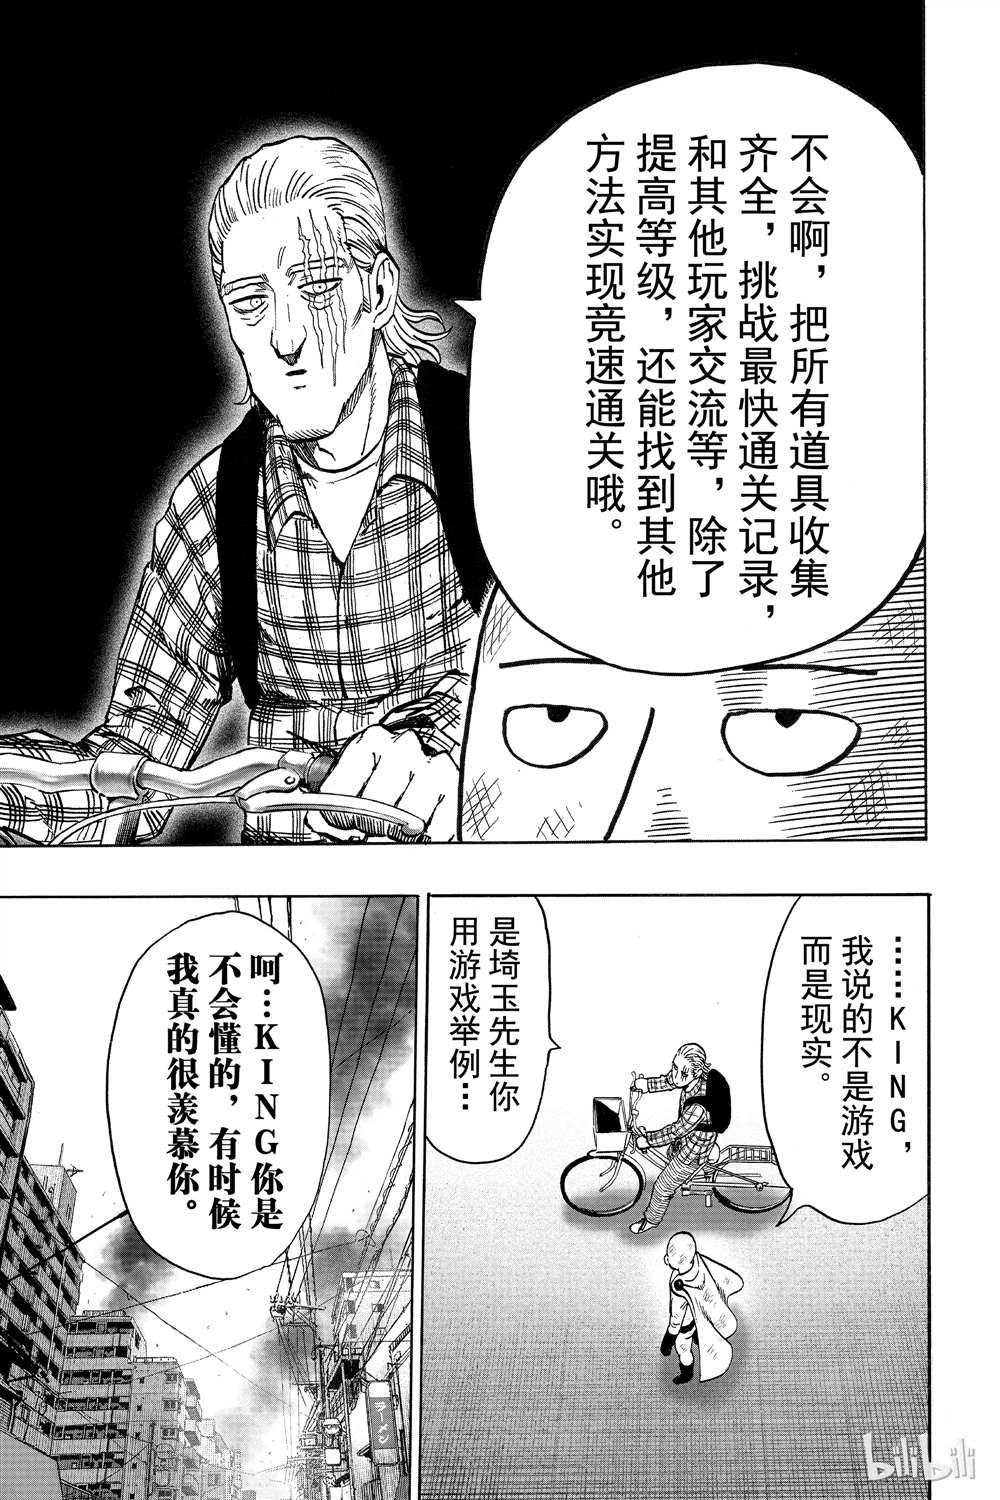 不会啊，把所有道具收集
齐全，挑战最快通关记录，
和其他玩家交流等，除了
提高等级，还能找到其他
方法实现竞速通关哦。
……KING，
我说的不是游戏
而是现实。
是埼玉先生你
用游戏举例…
呵…KING你是
不会懂的，有时候
我真的很羡慕你。
ラーメン
bilibili